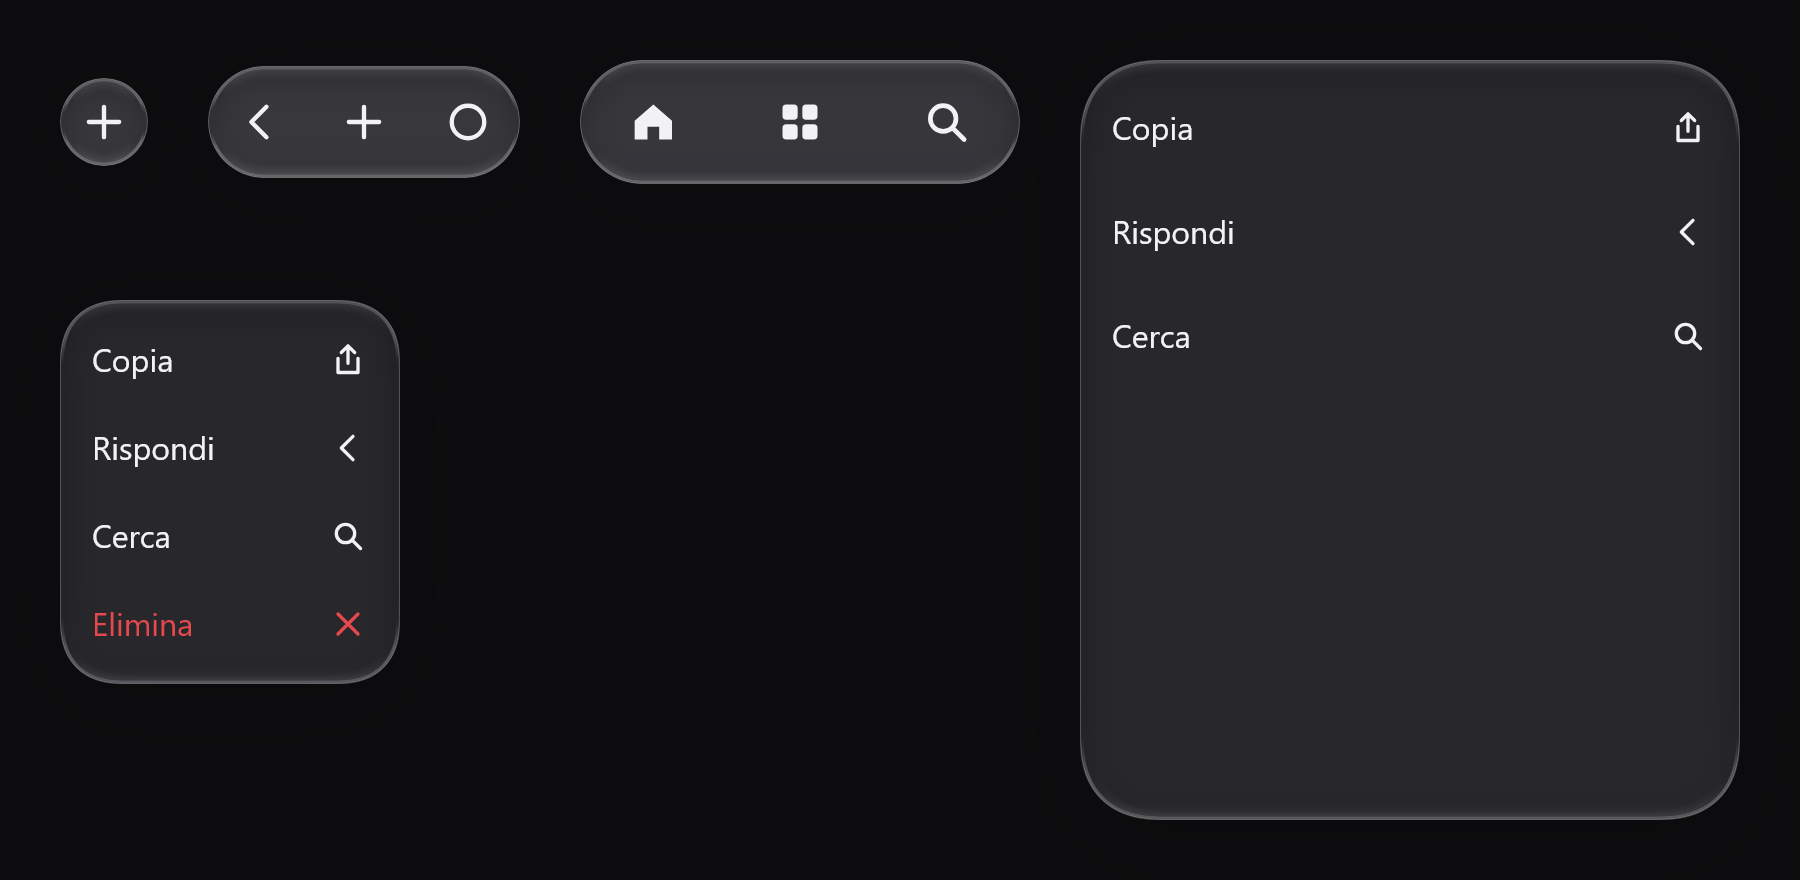 Copia
Rispondi
Cerca
Elimina
Copia
Rispondi
Cerca